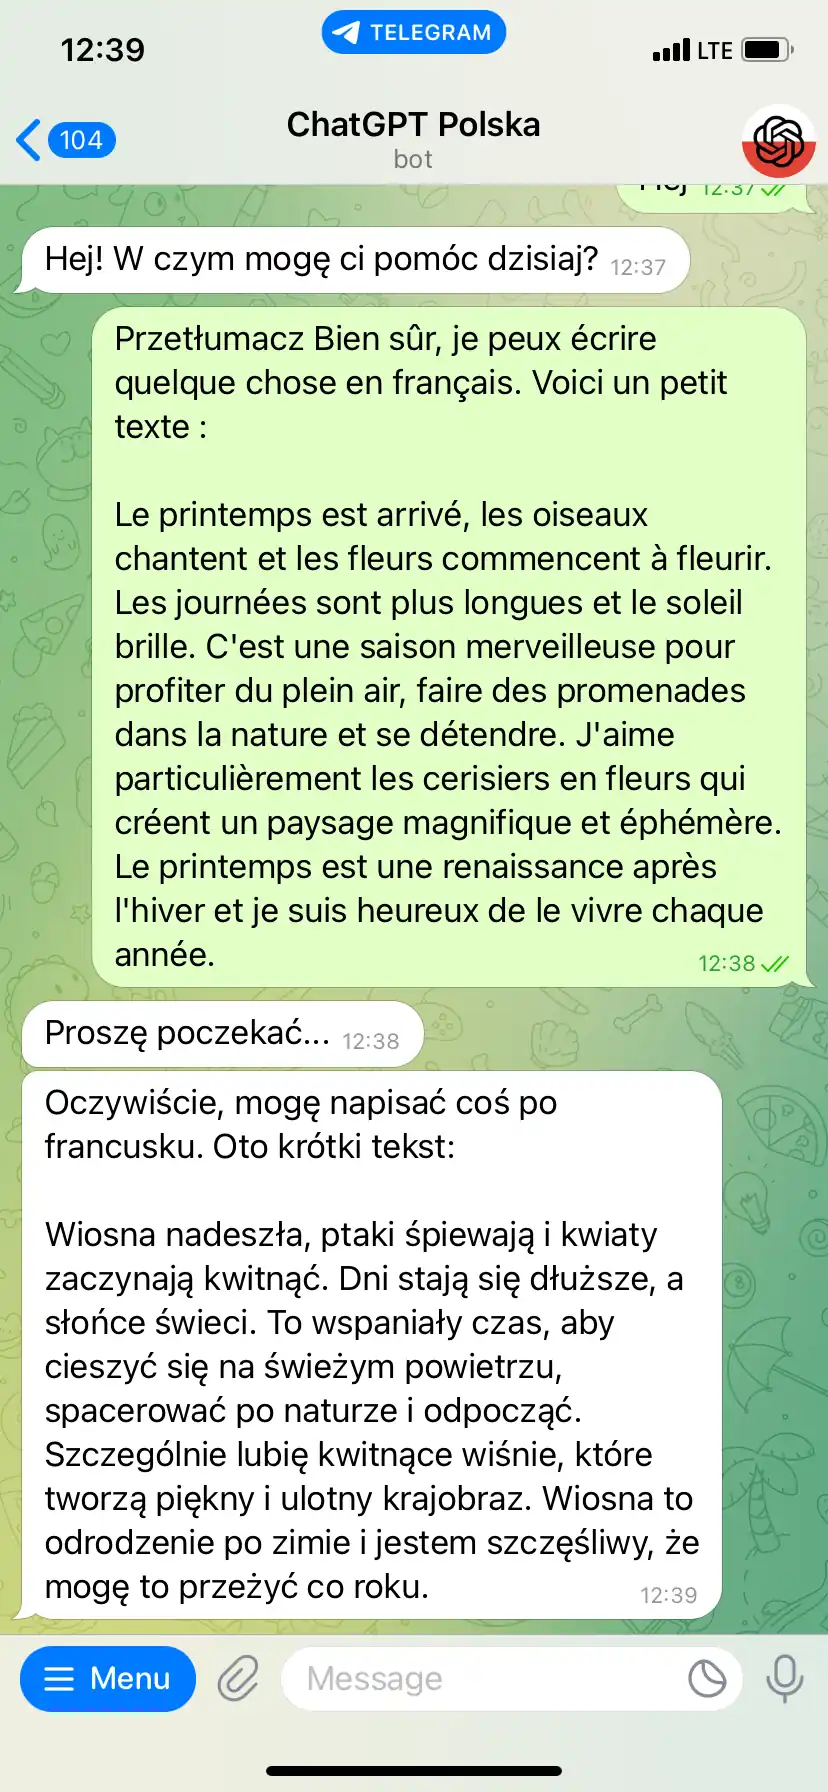 12:39
TELEGRAM
LTE
104
ChatGPT Polska
bot
Hej 12:37
Hej! W czym mogę ci pomóc dzisiaj? 12:37
Przetłumacz Bien sûr, je peux écrire
quelque chose en français. Voici un petit
texte :
Le printemps est arrivé, les oiseaux
chantent et les fleurs commencent à fleurir.
Les journées sont plus longues et le soleil
brille. C'est une saison merveilleuse pour
profiter du plein air, faire des promenades
dans la nature et se détendre. J'aime
particulièrement les cerisiers en fleurs qui
créent un paysage magnifique et éphémère.
Le printemps est une renaissance après
l'hiver et je suis heureux de le vivre chaque
année. 12:38
Proszę poczekać... 12:38
Oczywiście, mogę napisać coś po
francusku. Oto krótki tekst:
Wiosna nadeszła, ptaki śpiewają i kwiaty
zaczynają kwitnąć. Dni stają się dłuższe, a
słońce świeci. To wspaniały czas, aby
cieszyć się na świeżym powietrzu,
spacerować po naturze i odpocząć.
Szczególnie lubię kwitnące wiśnie, które
tworzą piękny i ulotny krajobraz. Wiosna to
odrodzenie po zimie i jestem szczęśliwy, że
mogę to przeżyć co roku. 12:39
Menu
Message